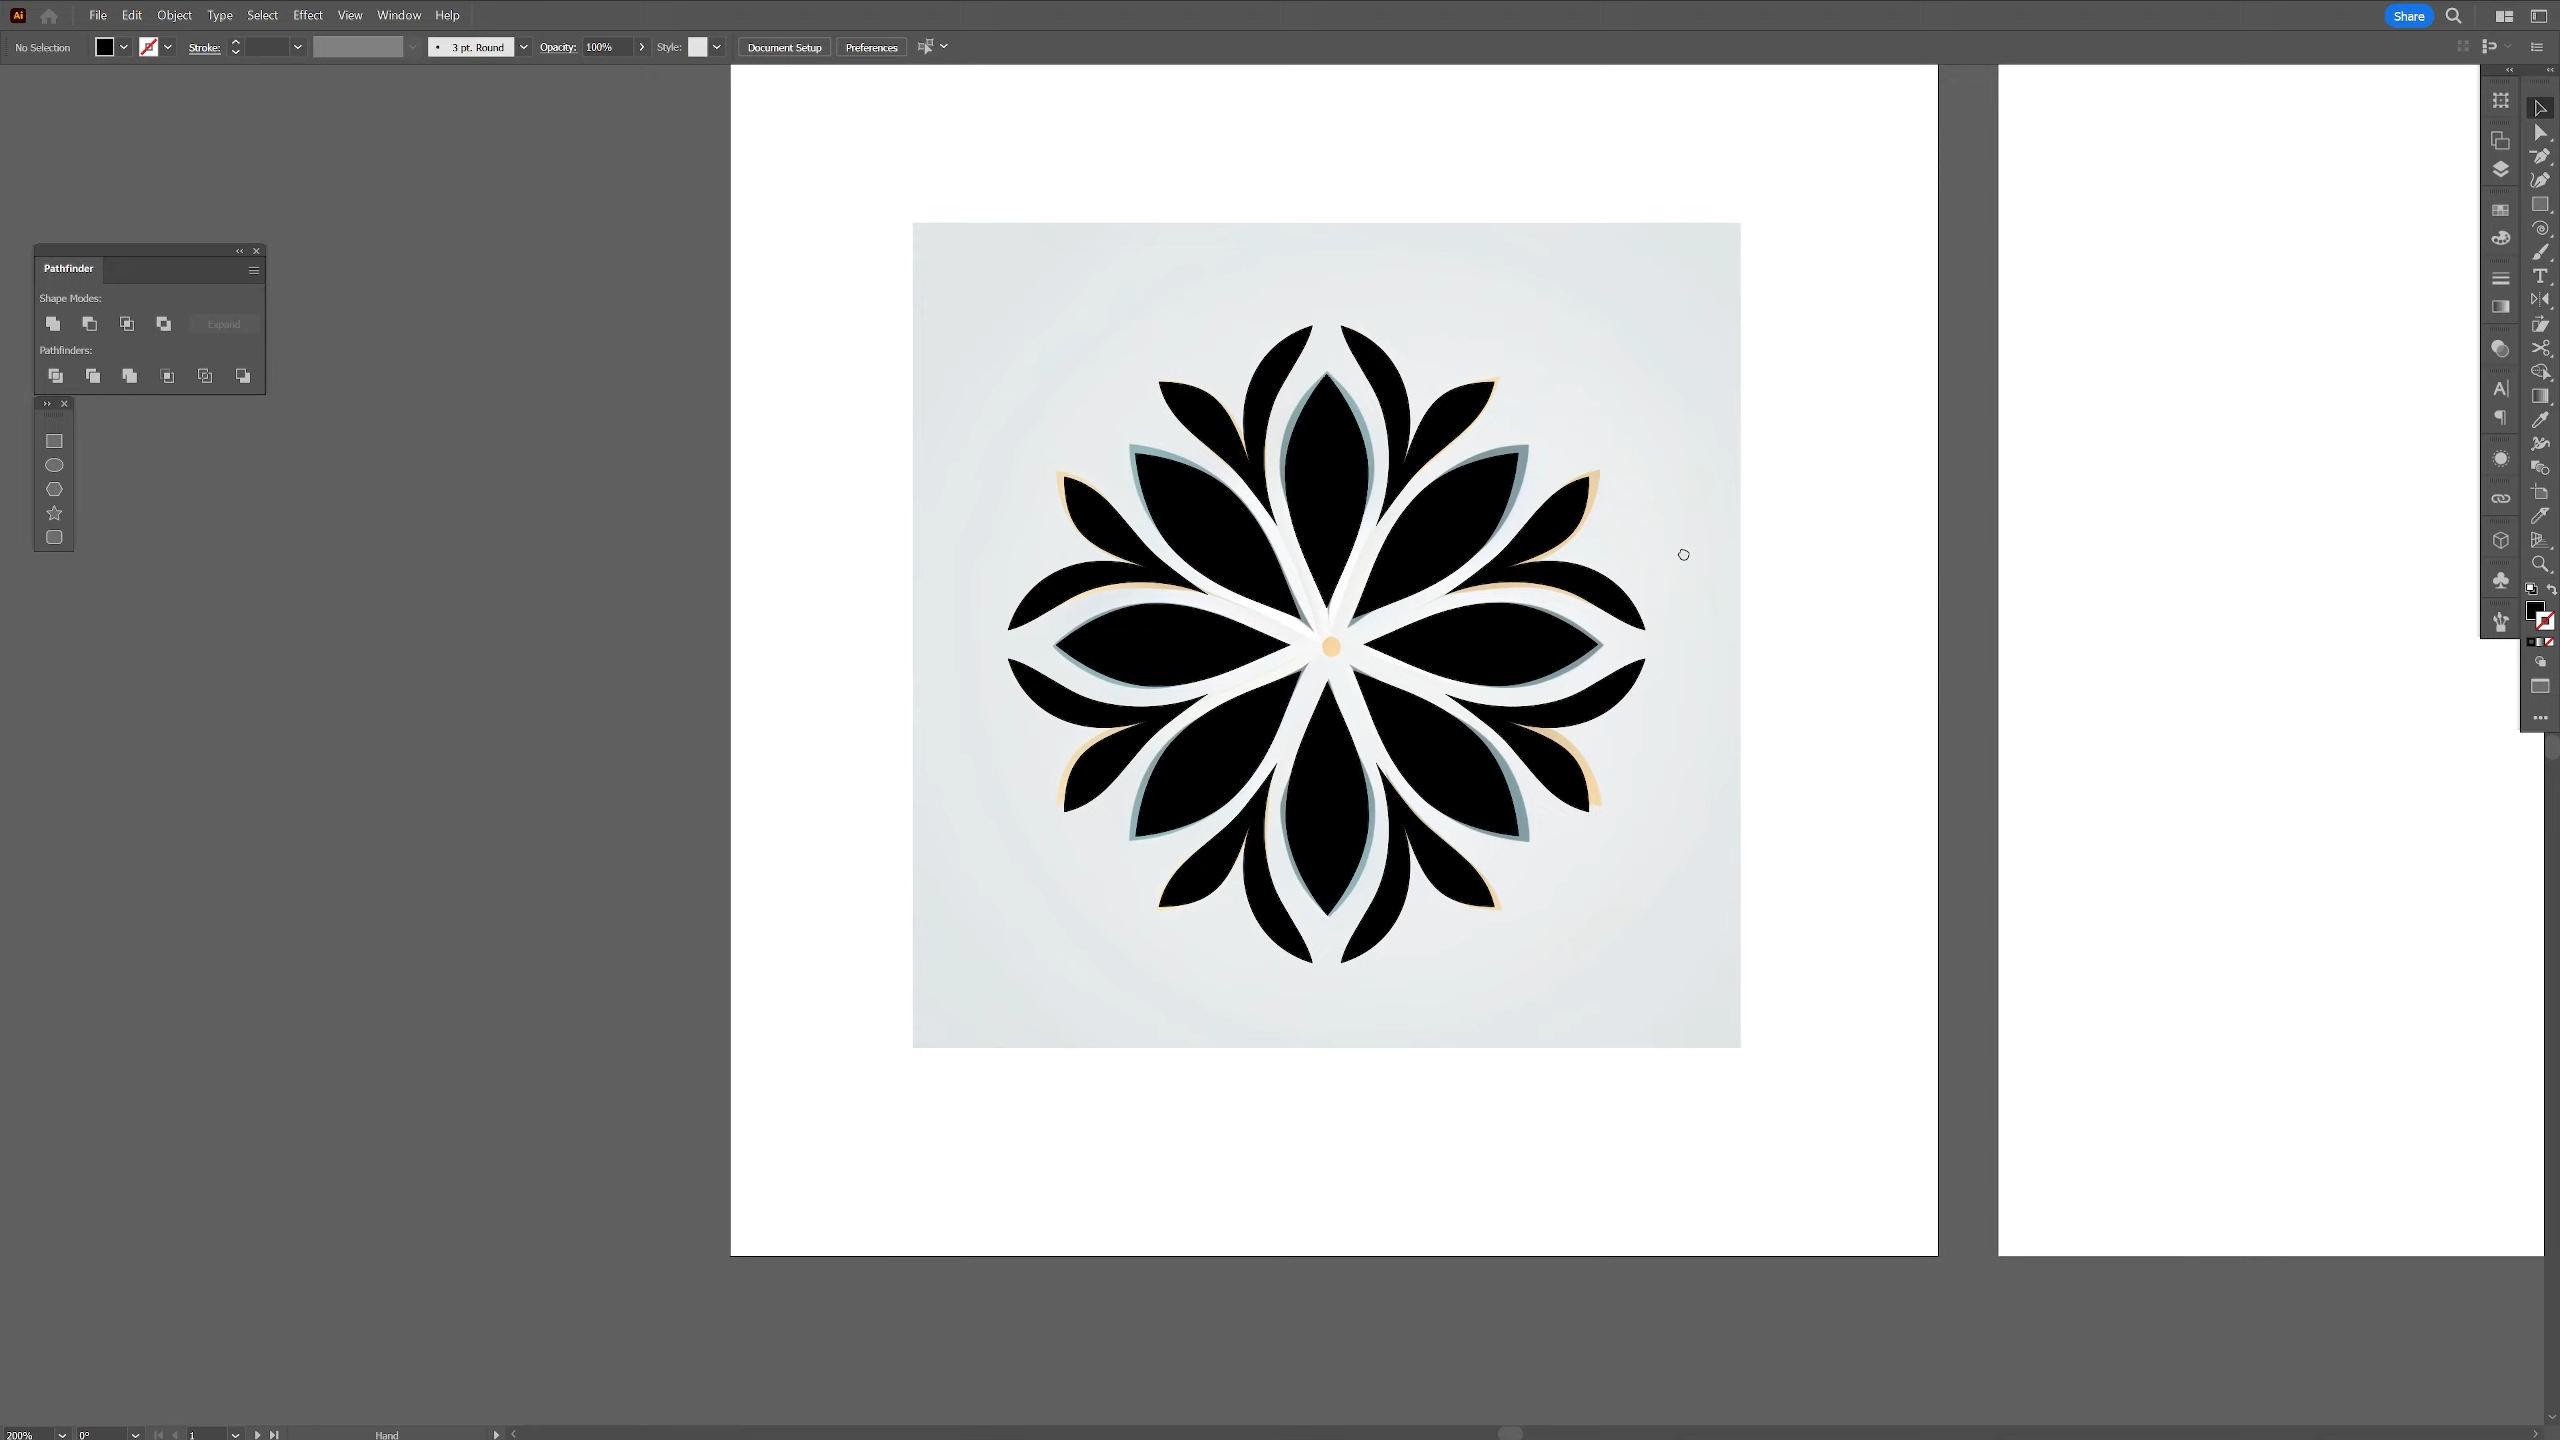 Ai File Edit Object Type Select Effect View Window Help Share
No Selection Stroke: 3 pt. Round Opacity: 100% Style: Document Setup Preferences
Pathfinder
Shape Modes:
Expand
Pathfinders:
200% 0° 1 Hand